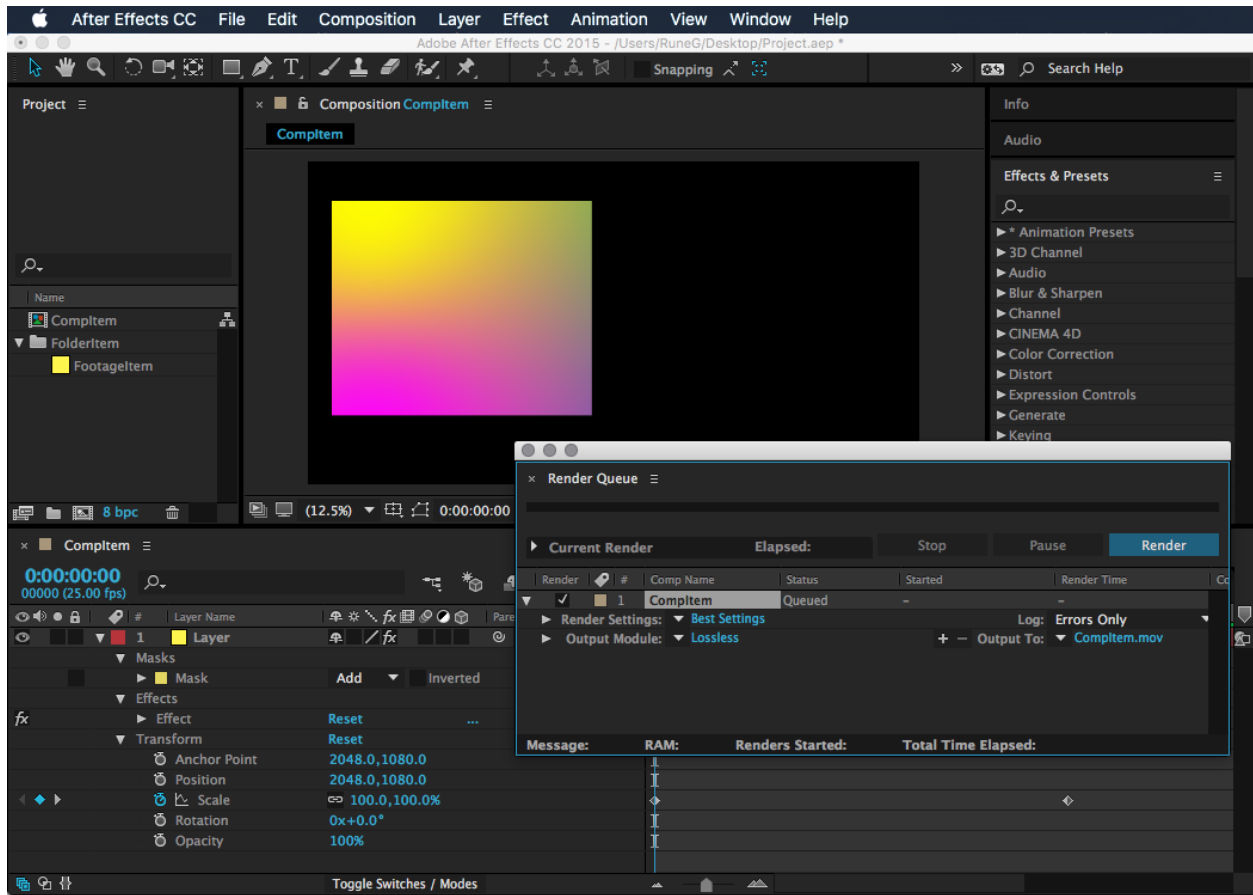 After Effects CC File Edit Composition Layer Effect Animation View Window Help
Adobe After Effects CC 2015 - /Users/RuneG/Desktop/Project.aep *
T Snapping » Search Help
Project
× Composition CompItem
CompItem
Info
Audio
Effects & Presets
* Animation Presets
3D Channel
Audio
Blur & Sharpen
Channel
CINEMA 4D
Color Correction
Distort
Expression Controls
Generate
Keying
Name
CompItem
FolderItem
FootageItem
8 bpc
(12.5%) 0:00:00:00
× Render Queue
Current Render Elapsed: Stop Pause Render
Render # Comp Name Status Started Render Time Co
1 CompItem Queued – –
Render Settings: Best Settings Log: Errors Only
Output Module: Lossless + – Output To: CompItem.mov
Message: RAM: Renders Started: Total Time Elapsed:
× CompItem
0:00:00:00
00000 (25.00 fps)
# Layer Name fx Pare
1 Layer / fx
Masks
Mask Add Inverted
Effects
fx Effect Reset ...
Transform Reset
Anchor Point 2048.0,1080.0
Position 2048.0,1080.0
Scale 100.0,100.0%
Rotation 0x+0.0°
Opacity 100%
Toggle Switches / Modes